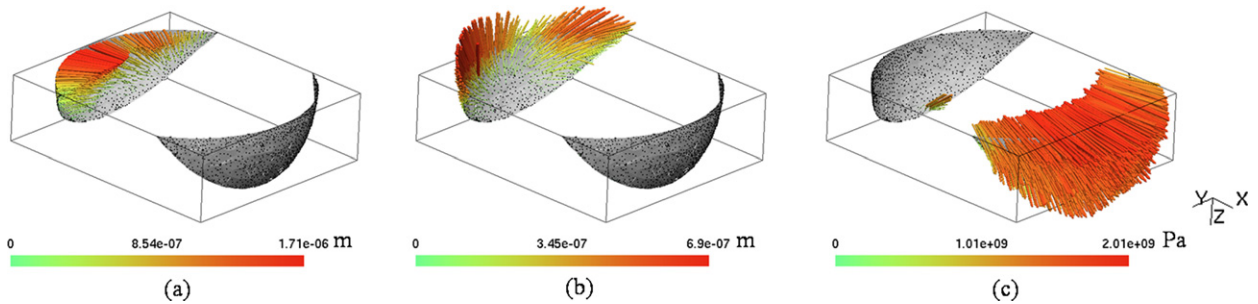 Y X
Z
0 8.54e-07 1.71e-06 m
0 3.45e-07 6.9e-07 m
0 1.01e+09 2.01e+09 Pa
(a)
(b)
(c)